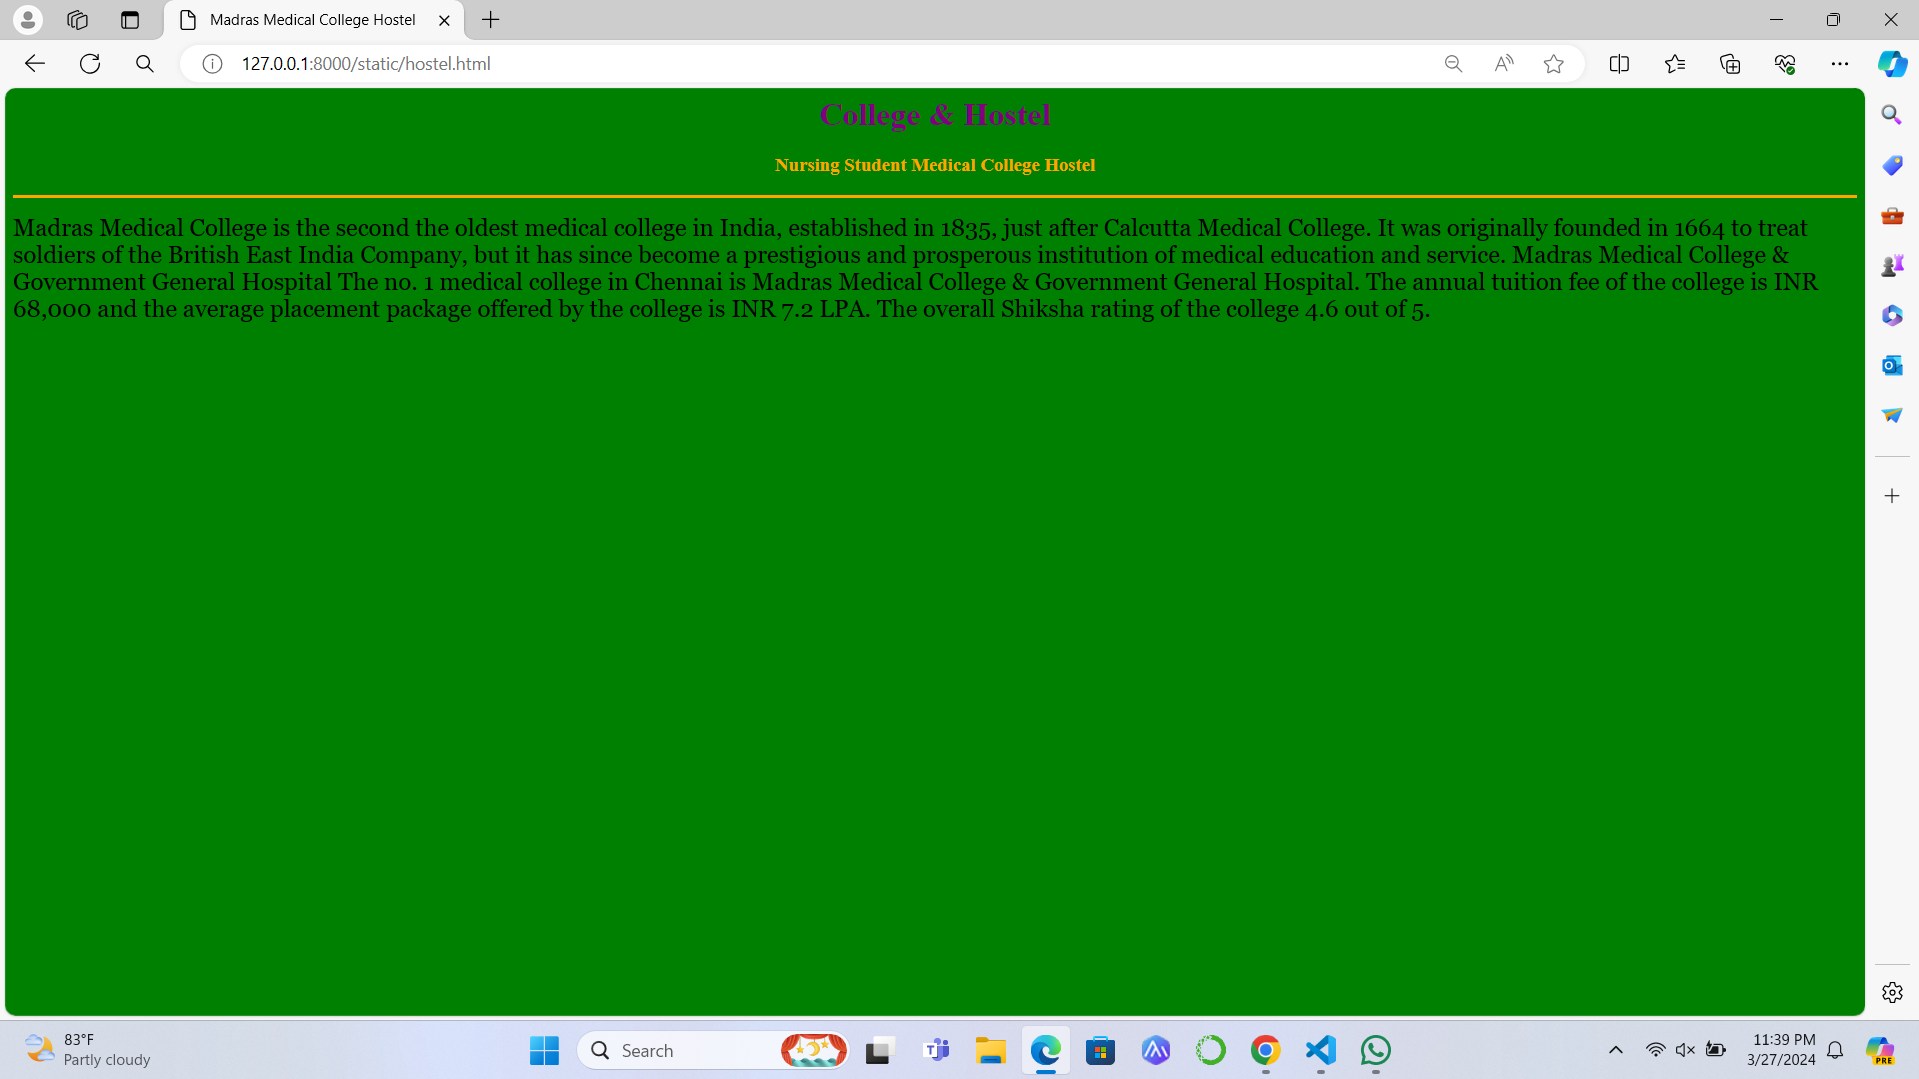 Madras Medical College Hostel
127.0.0.1:8000/static/hostel.html
College & Hostel
Nursing Student Medical College Hostel
Madras Medical College is the second the oldest medical college in India, established in 1835, just after Calcutta Medical College. It was originally founded in 1664 to treat
soldiers of the British East India Company, but it has since become a prestigious and prosperous institution of medical education and service. Madras Medical College &
Government General Hospital The no. 1 medical college in Chennai is Madras Medical College & Government General Hospital. The annual tuition fee of the college is INR
68,000 and the average placement package offered by the college is INR 7.2 LPA. The overall Shiksha rating of the college 4.6 out of 5.
83°F
Partly cloudy
Search
11:39 PM
3/27/2024
PRE